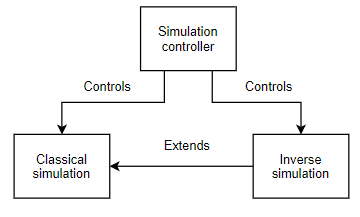 Simulation
controller
Controls
Controls
Extends
Classical
simulation
Inverse
simulation